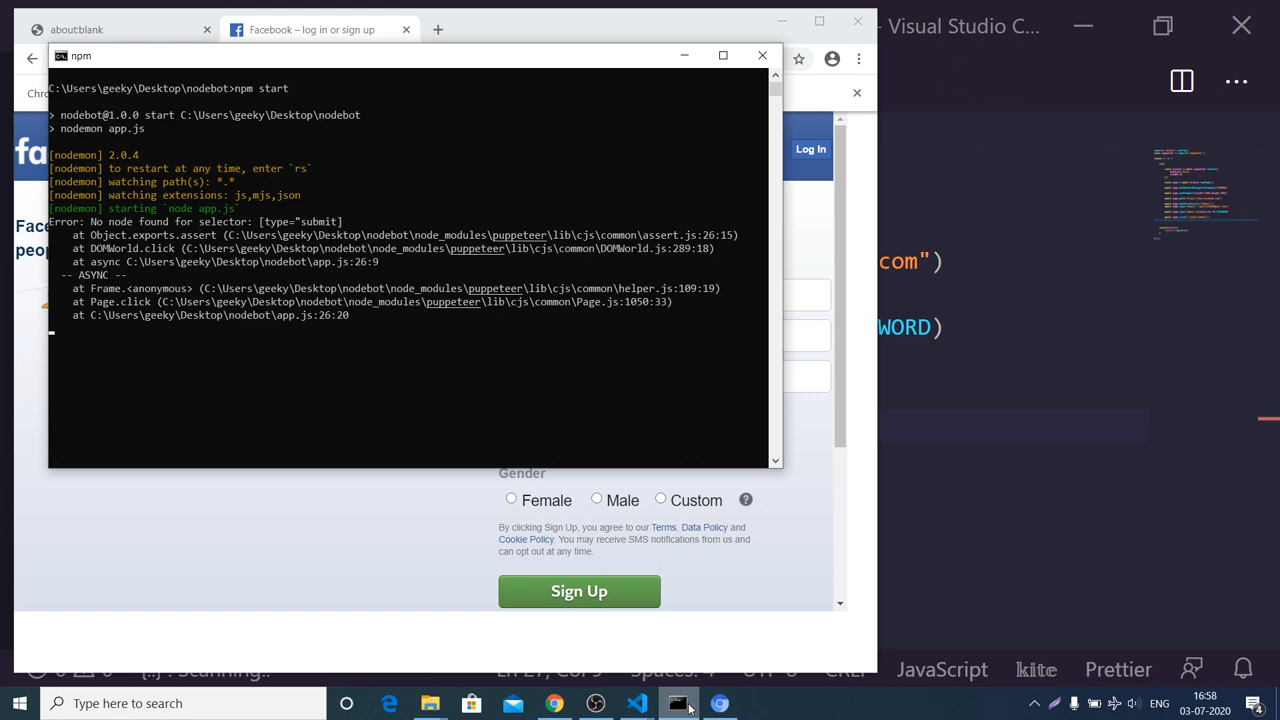 about:blank
Facebook – log in or sign up
- Visual Studio C...
npm
Chr
C:\Users\geeky\Desktop\nodebot>npm start
> nodebot@1.0.0 start C:\Users\geeky\Desktop\nodebot
> nodemon app.js
[nodemon] 2.0.4
[nodemon] to restart at any time, enter `rs`
[nodemon] watching path(s): *.*
[nodemon] watching extensions: js,mjs,json
[nodemon] starting `node app.js`
Error: No node found for selector: [type="submit]
at Object.exports.assert (C:\Users\geeky\Desktop\nodebot\node_modules\puppeteer\lib\cjs\common\assert.js:26:15)
at DOMWorld.click (C:\Users\geeky\Desktop\nodebot\node_modules\puppeteer\lib\cjs\common\DOMWorld.js:289:18)
at async C:\Users\geeky\Desktop\nodebot\app.js:26:9
-- ASYNC --
at Frame.<anonymous> (C:\Users\geeky\Desktop\nodebot\node_modules\puppeteer\lib\cjs\common\helper.js:109:19)
at Page.click (C:\Users\geeky\Desktop\nodebot\node_modules\puppeteer\lib\cjs\common\Page.js:1050:33)
at C:\Users\geeky\Desktop\nodebot\app.js:26:20
fa
Log In
Face
peop
com")
WORD)
Gender
Female Male Custom ?
By clicking Sign Up, you agree to our Terms, Data Policy and
Cookie Policy. You may receive SMS notifications from us and
can opt out at any time.
Sign Up
JavaScript kite Prettier
Type here to search
ENG
16:58
03-07-2020
4